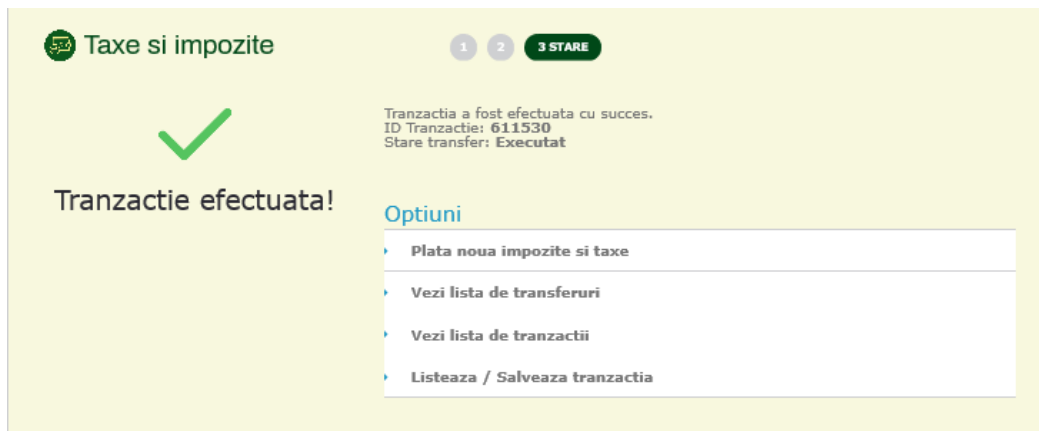 Taxe si impozite
1 2 3 STARE
Tranzactia a fost efectuata cu succes.
ID Tranzactie: 611530
Stare transfer: Executat
Tranzactie efectuata!
Optiuni
Plata noua impozite si taxe
Vezi lista de transferuri
Vezi lista de tranzactii
Listeaza / Salveaza tranzactia